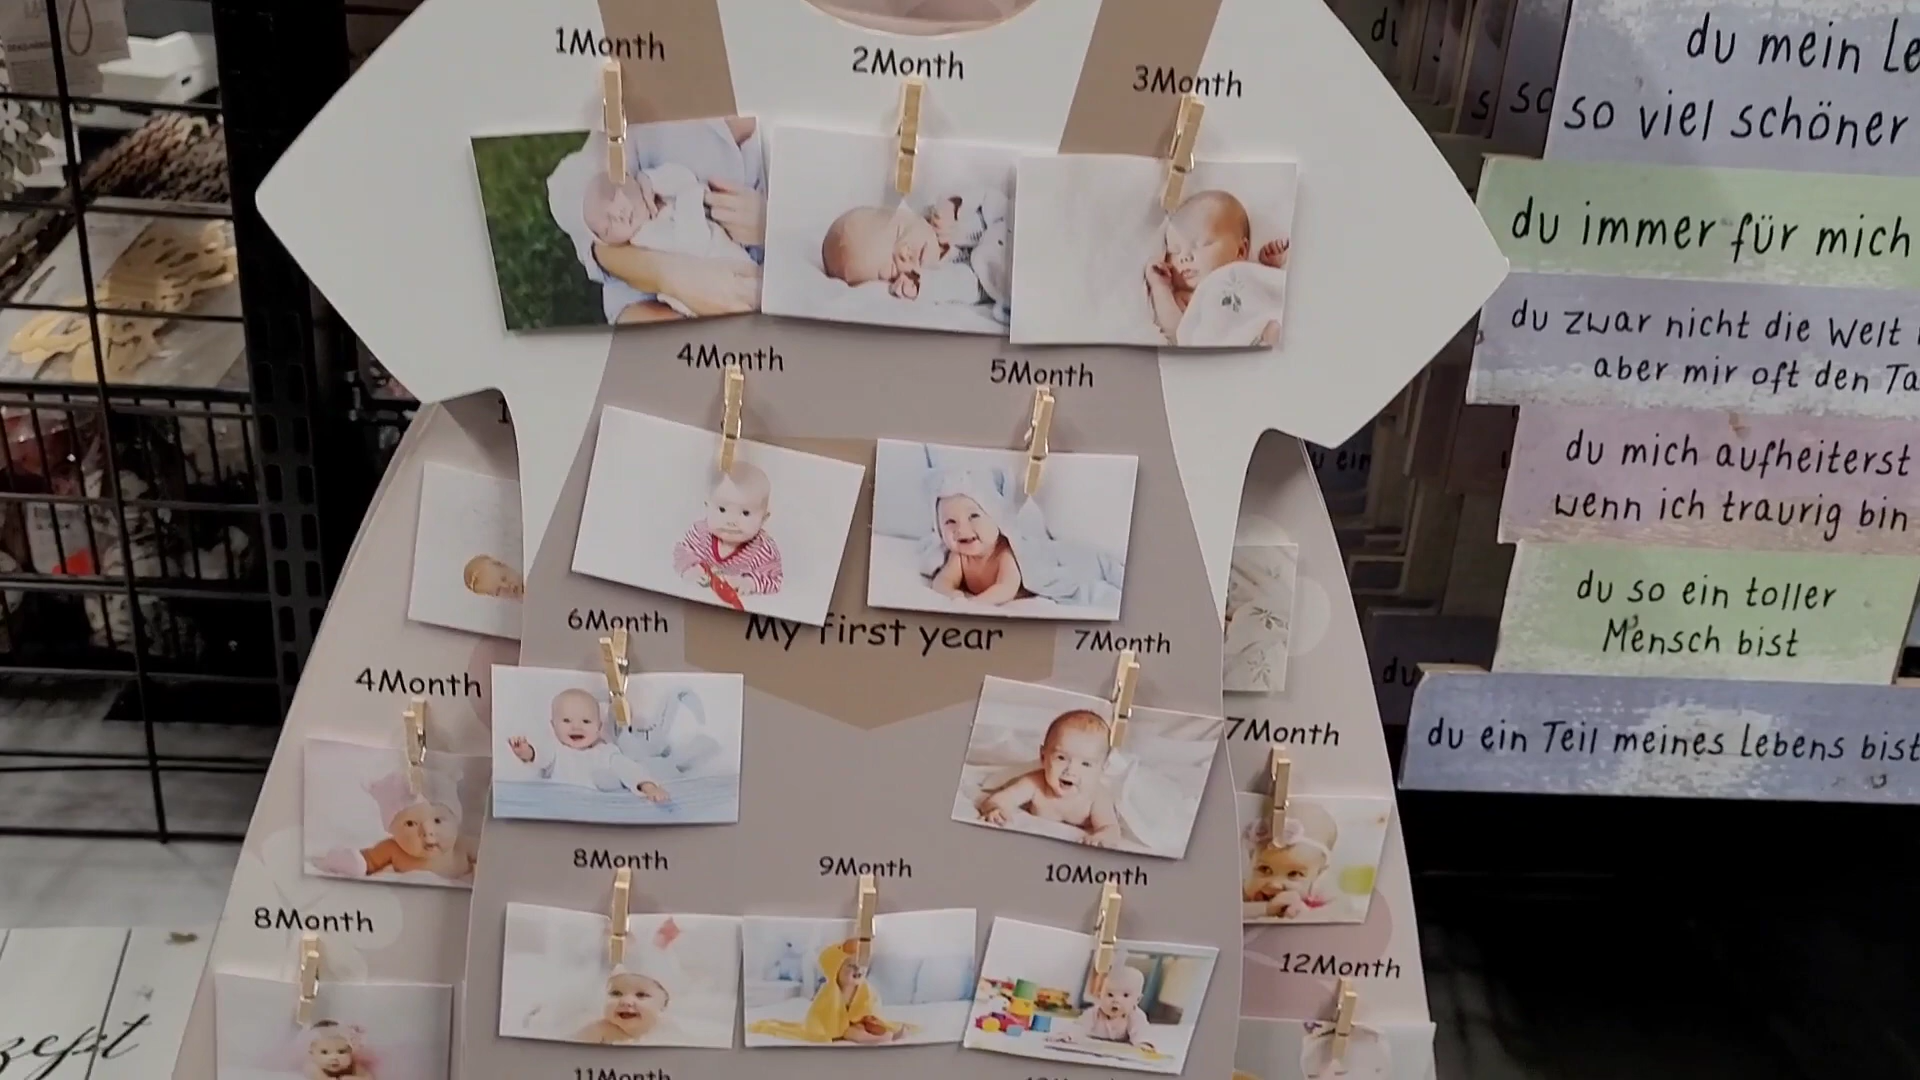 1Month
2Month
3Month
4Month
5Month
6Month
My first year
7Month
8Month
9Month
10Month
11Month
4Month
8Month
7Month
12Month
du mein Le
so viel schöner
du immer für mich
du zwar nicht die Welt
aber mir oft den Ta
du mich aufheiterst
wenn ich traurig bin
du so ein toller
Mensch bist
du ein Teil meines Lebens bist